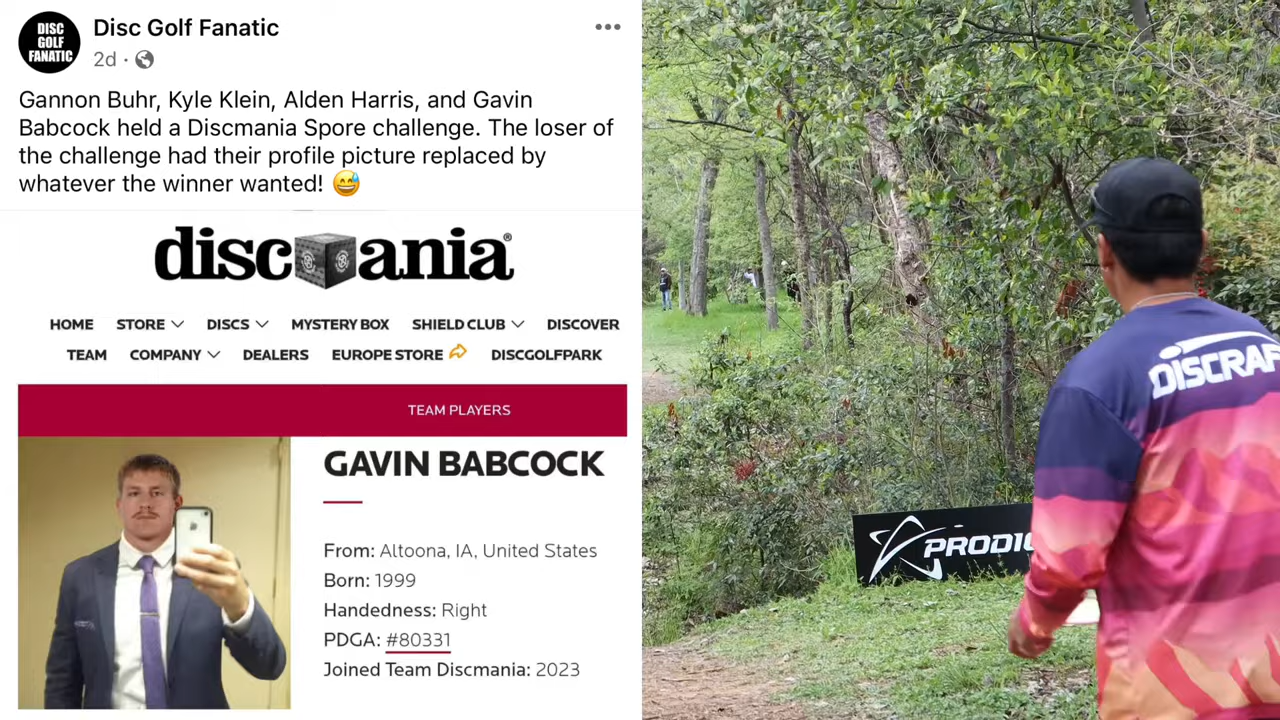 DISC
GOLF
FANATIC
Disc Golf Fanatic
2d ·
Gannon Buhr, Kyle Klein, Alden Harris, and Gavin
Babcock held a Discmania Spore challenge. The loser of
the challenge had their profile picture replaced by
whatever the winner wanted! 😅
discmania®
HOME STORE DISCS MYSTERY BOX SHIELD CLUB DISCOVER
TEAM COMPANY DEALERS EUROPE STORE DISCGOLFPARK
TEAM PLAYERS
GAVIN BABCOCK
From: Altoona, IA, United States
Born: 1999
Handedness: Right
PDGA: #80331
Joined Team Discmania: 2023
DISCRAF
PRODI